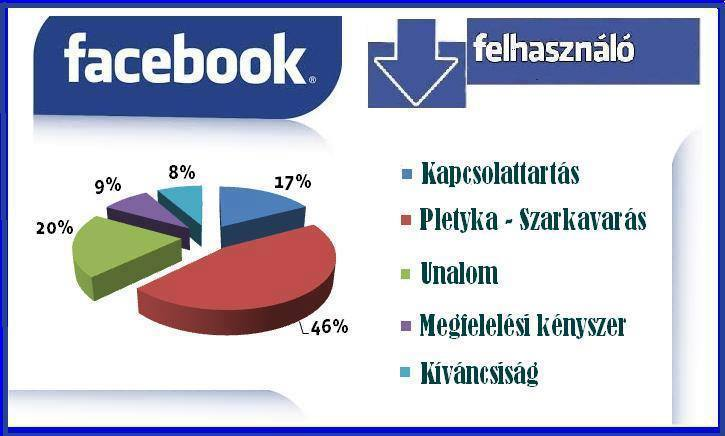 facebook®
felhasználó
8%
17%
9%
20%
46%
Kapcsolattartás
Pletyka - Szarkavarás
Unalom
Megfelelési kényszer
Kíváncsiság